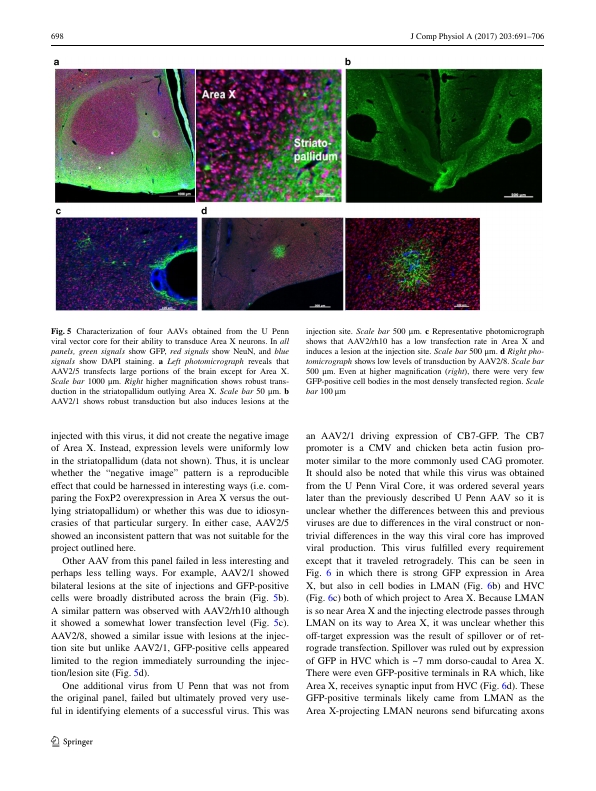 698
J Comp Physiol A (2017) 203:691–706
a
b
Area X
Striato-
pallidum
500 μm
c
d
Fig. 5 Characterization of four AAVs obtained from the U Penn
viral vector core for their ability to transduce Area X neurons. In all
panels, green signals show GFP, red signals show NeuN, and blue
signals show DAPI staining. a Left photomicrograph reveals that
AAV2/5 transfects large portions of the brain except for Area X.
Scale bar 1000 μm. Right higher magnification shows robust trans-
duction in the striatopallidum outlying Area X. Scale bar 50 μm. b
AAV2/1 shows robust transduction but also induces lesions at the
injection site. Scale bar 500 μm. c Representative photomicrograph
shows that AAV2/rh10 has a low transfection rate in Area X and
induces a lesion at the injection site. Scale bar 500 μm. d Right pho-
tomicrograph shows low levels of transduction by AAV2/8. Scale bar
500 μm. Even at higher magnification (right), there were very few
GFP-positive cell bodies in the most densely transfected region. Scale
bar 100 μm
injected with this virus, it did not create the negative image
of Area X. Instead, expression levels were uniformly low
in the striatopallidum (data not shown). Thus, it is unclear
whether the “negative image” pattern is a reproducible
effect that could be harnessed in interesting ways (i.e. com-
paring the FoxP2 overexpression in Area X versus the out-
lying striatopallidum) or whether this was due to idiosyn-
crasies of that particular surgery. In either case, AAV2/5
showed an inconsistent pattern that was not suitable for the
project outlined here.
Other AAV from this panel failed in less interesting and
perhaps less telling ways. For example, AAV2/1 showed
bilateral lesions at the site of injections and GFP-positive
cells were broadly distributed across the brain (Fig. 5b).
A similar pattern was observed with AAV2/rh10 although
it showed a somewhat lower transfection level (Fig. 5c).
AAV2/8, showed a similar issue with lesions at the injec-
tion site but unlike AAV2/1, GFP-positive cells appeared
limited to the region immediately surrounding the injec-
tion/lesion site (Fig. 5d).
One additional virus from U Penn that was not from
the original panel, failed but ultimately proved very use-
ful in identifying elements of a successful virus. This was
an AAV2/1 driving expression of CB7-GFP. The CB7
promoter is a CMV and chicken beta actin fusion pro-
moter similar to the more commonly used CAG promoter.
It should also be noted that while this virus was obtained
from the U Penn Viral Core, it was ordered several years
later than the previously described U Penn AAV so it is
unclear whether the differences between this and previous
viruses are due to differences in the viral construct or non-
trivial differences in the way this viral core has improved
viral production. This virus fulfilled every requirement
except that it traveled retrogradely. This can be seen in
Fig. 6 in which there is strong GFP expression in Area
X, but also in cell bodies in LMAN (Fig. 6b) and HVC
(Fig. 6c) both of which project to Area X. Because LMAN
is so near Area X and the injecting electrode passes through
LMAN on its way to Area X, it was unclear whether this
off-target expression was the result of spillover or of ret-
rograde transfection. Spillover was ruled out by expression
of GFP in HVC which is ~7 mm dorso-caudal to Area X.
There were even GFP-positive terminals in RA which, like
Area X, receives synaptic input from HVC (Fig. 6d). These
GFP-positive terminals likely came from LMAN as the
Area X-projecting LMAN neurons send bifurcating axons
Springer